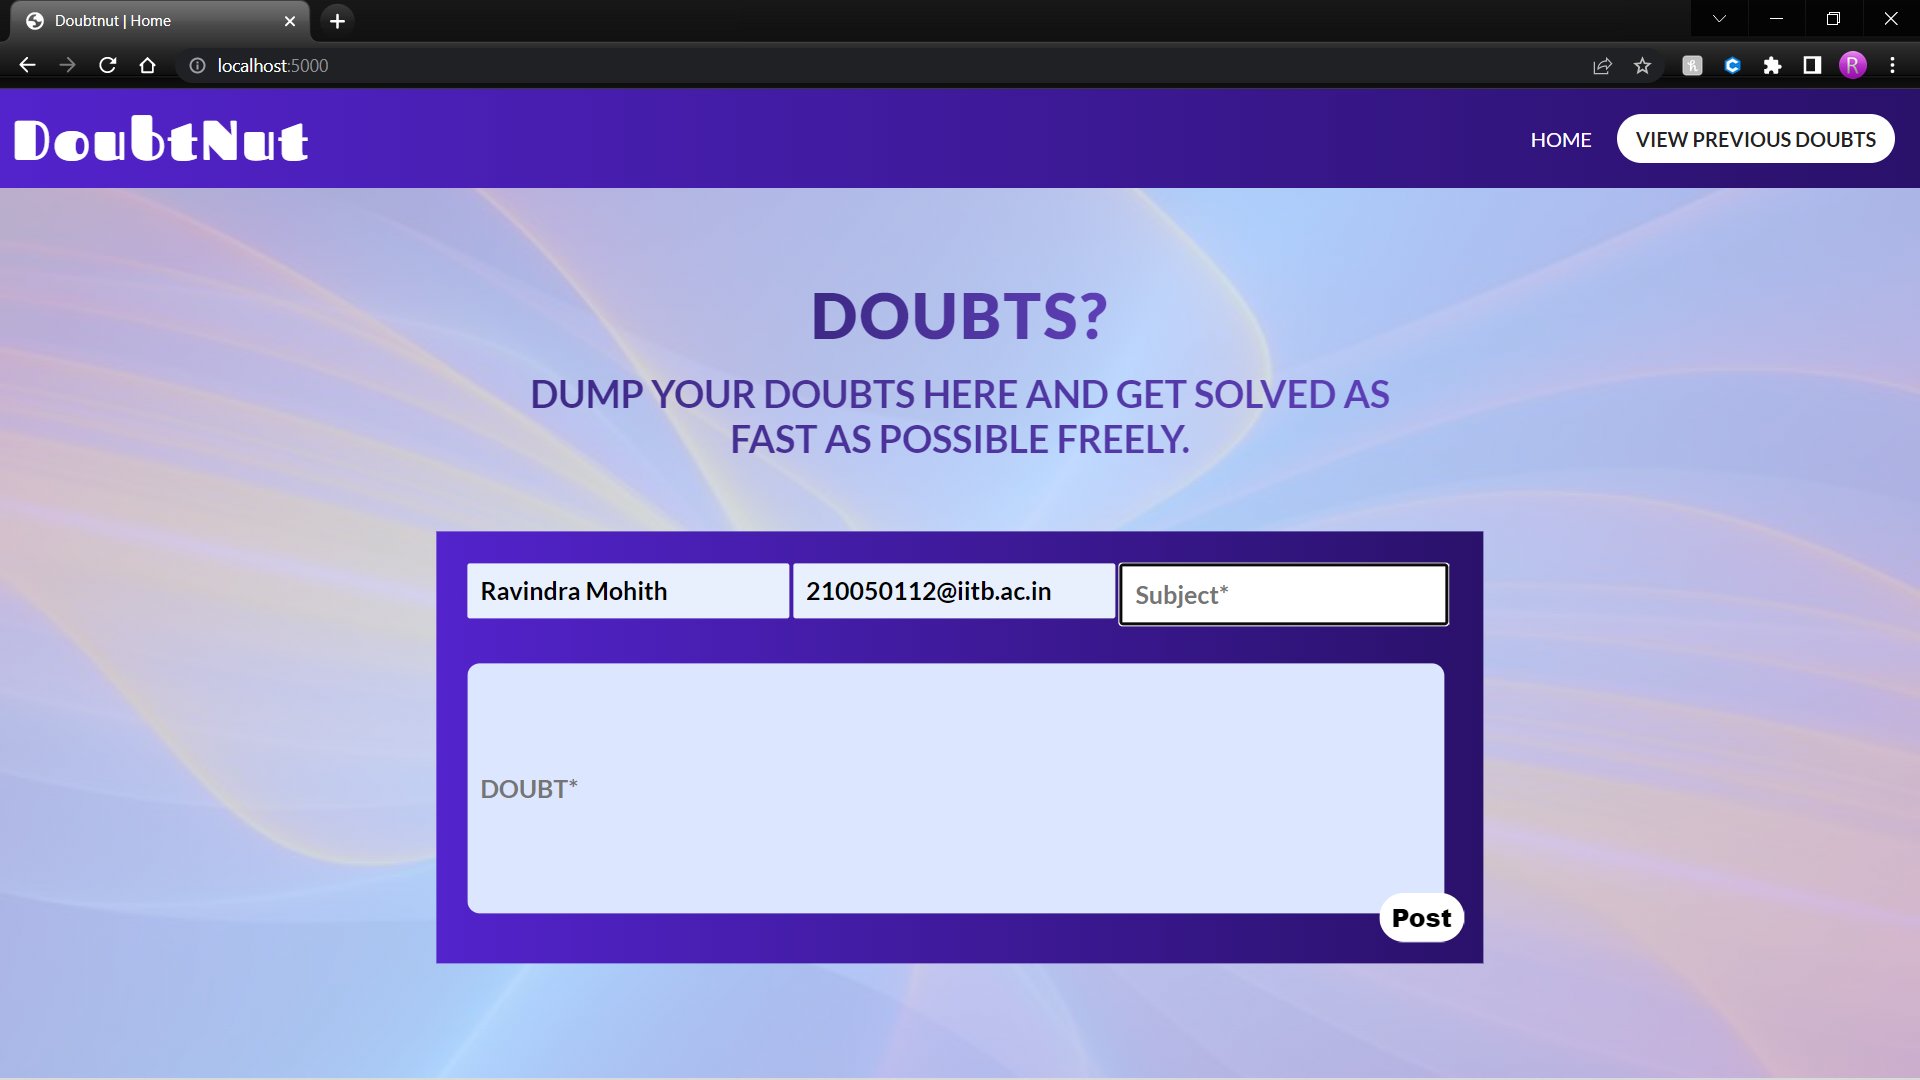 Doubtnut | Home
localhost:5000
R
DoubtNut
HOME
VIEW PREVIOUS DOUBTS
DOUBTS?
DUMP YOUR DOUBTS HERE AND GET SOLVED AS
FAST AS POSSIBLE FREELY.
Ravindra Mohith
210050112@iitb.ac.in
Subject*
DOUBT*
Post